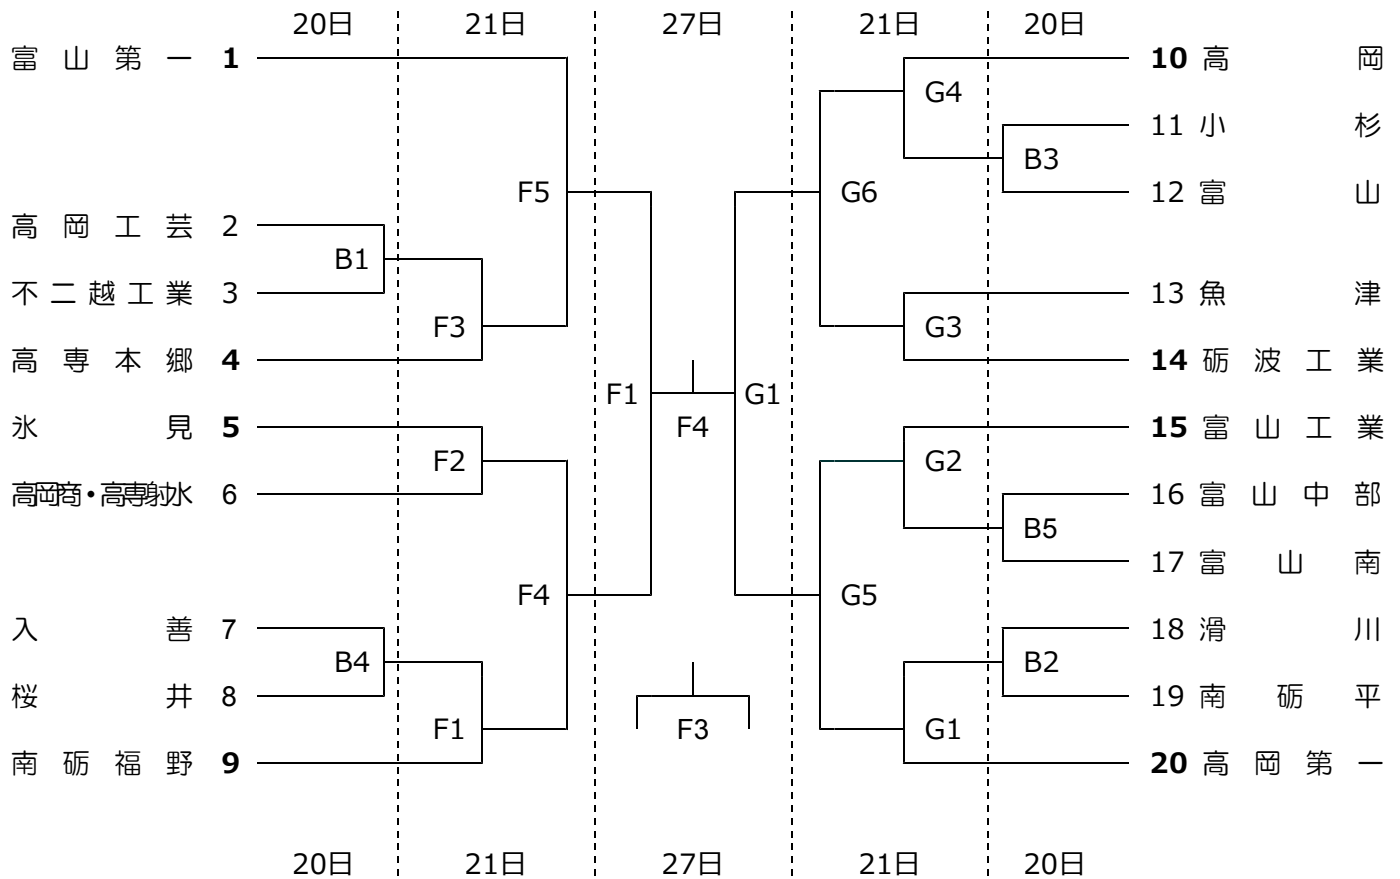 20日 21日 27日 21日 20日
富山第一 1
10 高岡
G4
11 小杉
B3
12 富山
F5
G6
高岡工芸 2
B1
不二越工業 3
13 魚津
F3
G3
高専本郷 4
14 砺波工業
F1
G1
F4
氷見 5
15 富山工業
F2
G2
高岡商・高専射水 6
16 富山中部
B5
17 富山南
F4
G5
入善 7
18 滑川
B4
B2
桜井 8
19 南砺平
F1
F3
G1
南砺福野 9
20 高岡第一
20日 21日 27日 21日 20日